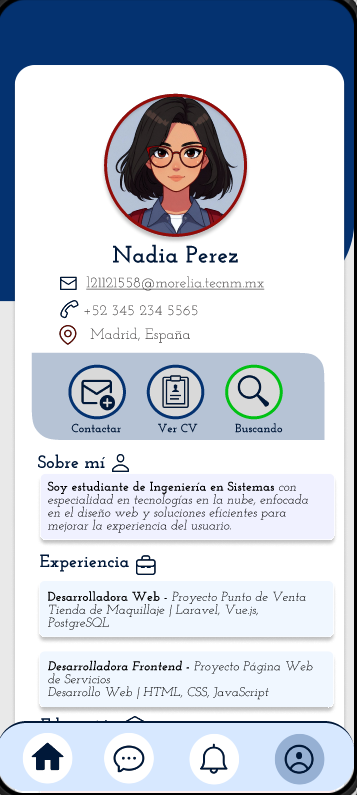 Nadia Perez
l21121558@morelia.tecnm.mx
+52 345 234 5565
Madrid, España
Contactar
Ver CV
Buscando
Sobre mí
Soy estudiante de Ingeniería en Sistemas con
especialidad en tecnologías en la nube, enfocada
en el diseño web y soluciones eficientes para
mejorar la experiencia del usuario.
Experiencia
Desarrolladora Web - Proyecto Punto de Venta
Tienda de Maquillaje | Laravel, Vue.js,
PostgreSQL
Desarrolladora Frontend - Proyecto Página Web
de Servicios
Desarrollo Web | HTML, CSS, JavaScript